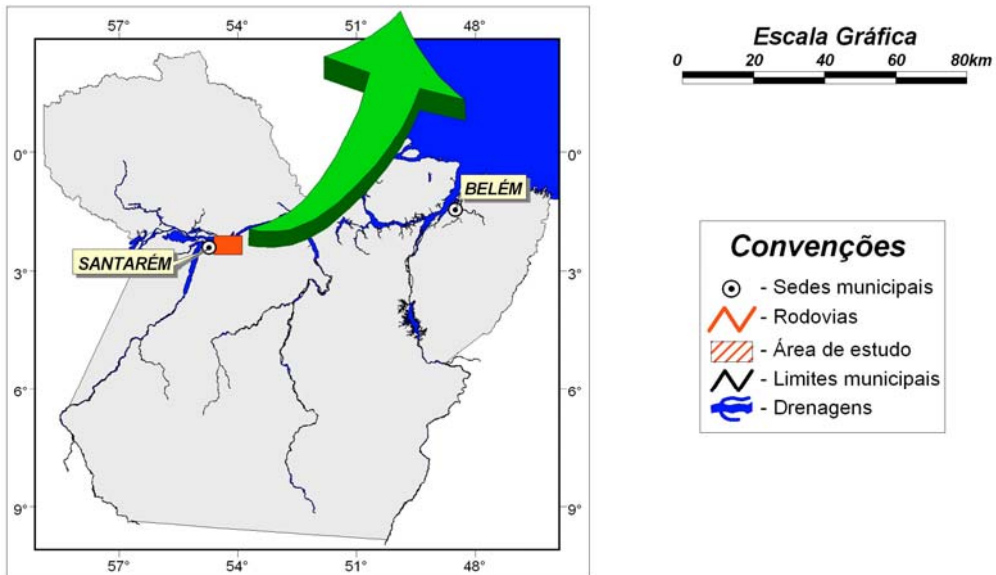 57° 54° 51° 48°
0°
0°
BELÉM
SANTARÉM
3°
3°
6°
6°
9°
9°
57° 54° 51° 48°
Escala Gráfica
0 20 40 60 80km
Convenções
- Sedes municipais
- Rodovias
- Área de estudo
- Limites municipais
- Drenagens